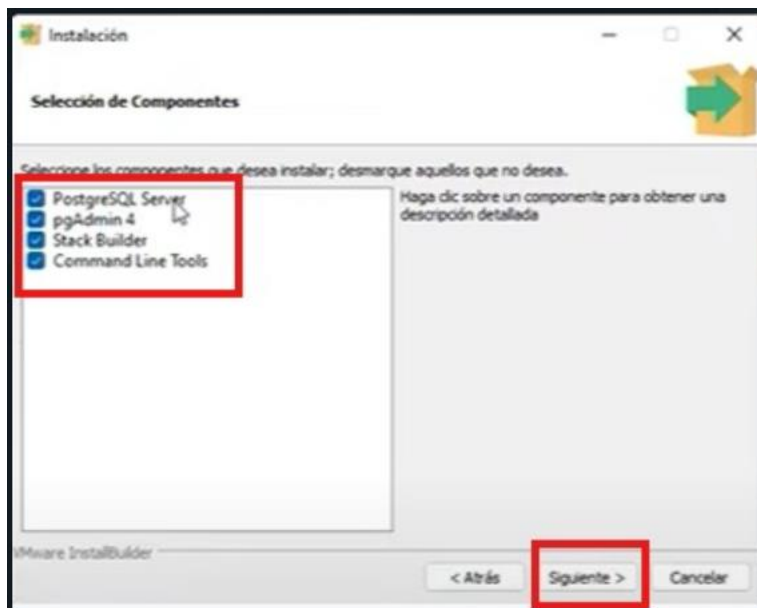 Instalación
Selección de Componentes
Seleccione los componentes que desea instalar; desmarque aquellos que no desea.
PostgreSQL Server
pgAdmin 4
Stack Builder
Command Line Tools
Haga clic sobre un componente para obtener una
descripción detallada
VMware InstallBuilder
< Atrás
Siguiente >
Cancelar